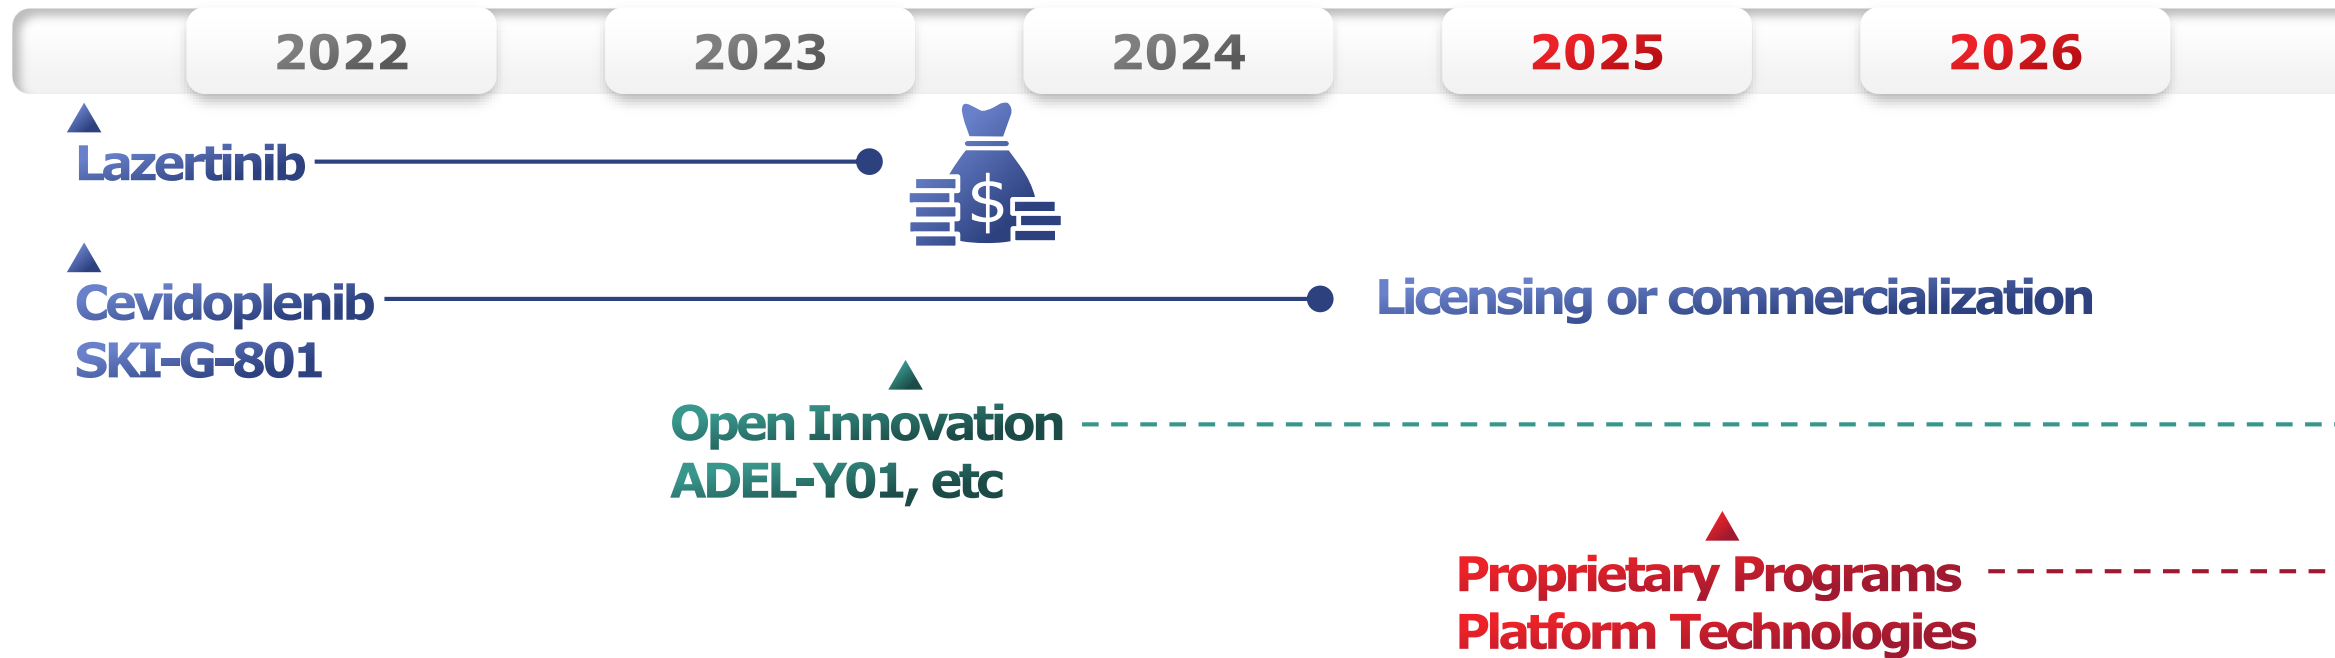 2022 2023 2024 2025 2026
Lazertinib
$
Cevidoplenib
Licensing or commercialization
SKI-G-801
Open Innovation
ADEL-Y01, etc
Proprietary Programs
Platform Technologies